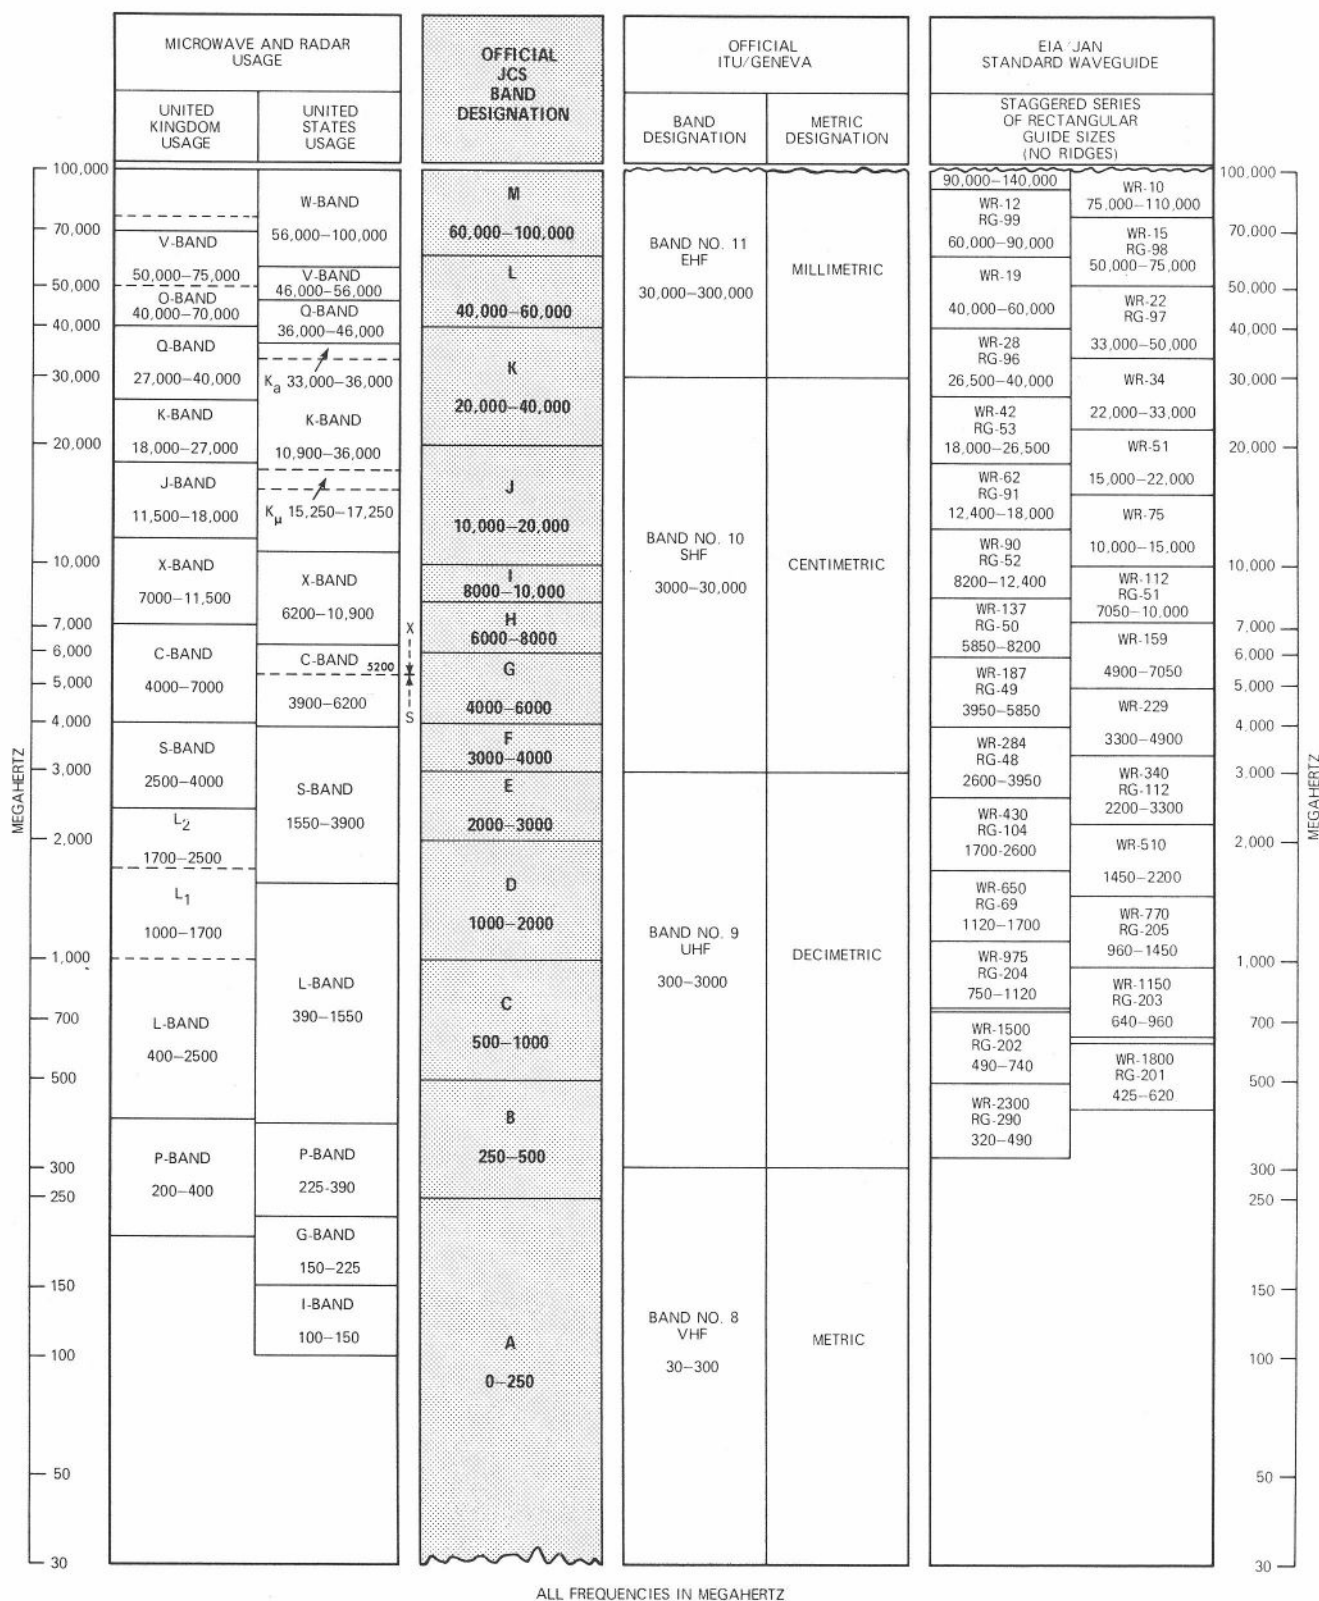 MICROWAVE AND RADAR
USAGE
UNITED
KINGDOM
USAGE
UNITED
STATES
USAGE
OFFICIAL
JCS
BAND
DESIGNATION
OFFICIAL
ITU/GENEVA
BAND
DESIGNATION
METRIC
DESIGNATION
EIA/JAN
STANDARD WAVEGUIDE
STAGGERED SERIES
OF RECTANGULAR
GUIDE SIZES
(NO RIDGES)
MEGAHERTZ
100,000
70,000
50,000
40,000
30,000
20,000
10,000
7,000
6,000
5,000
4,000
3,000
2,000
1,000
700
500
300
250
150
100
50
30
V-BAND
50,000–75,000
O-BAND
40,000–70,000
Q-BAND
27,000–40,000
K-BAND
18,000–27,000
J-BAND
11,500–18,000
X-BAND
7000–11,500
C-BAND
4000–7000
S-BAND
2500–4000
L2
1700–2500
L1
1000–1700
L-BAND
400–2500
P-BAND
200–400
W-BAND
56,000–100,000
V-BAND
46,000–56,000
Q-BAND
36,000–46,000
Ka 33,000–36,000
K-BAND
10,900–36,000
Kμ 15,250–17,250
X-BAND
6200–10,900
C-BAND 5200
3900–6200
S-BAND
1550–3900
L-BAND
390–1550
P-BAND
225-390
G-BAND
150–225
I-BAND
100–150
X
S
M
60,000–100,000
L
40,000–60,000
K
20,000–40,000
J
10,000–20,000
I
8000–10,000
H
6000–8000
G
4000–6000
F
3000–4000
E
2000–3000
D
1000–2000
C
500–1000
B
250–500
A
0–250
BAND NO. 11
EHF
30,000–300,000
BAND NO. 10
SHF
3000–30,000
BAND NO. 9
UHF
300–3000
BAND NO. 8
VHF
30–300
MILLIMETRIC
CENTIMETRIC
DECIMETRIC
METRIC
90,000–140,000
WR-12
RG-99
60,000–90,000
WR-19
40,000–60,000
WR-28
RG-96
26,500–40,000
WR-42
RG-53
18,000–26,500
WR-62
RG-91
12,400–18,000
WR-90
RG-52
8200–12,400
WR-137
RG-50
5850–8200
WR-187
RG-49
3950–5850
WR-284
RG-48
2600–3950
WR-430
RG-104
1700-2600
WR-650
RG-69
1120–1700
WR-975
RG-204
750–1120
WR-1500
RG-202
490–740
WR-2300
RG-290
320–490
WR-10
75,000–110,000
WR-15
RG-98
50,000–75,000
WR-22
RG-97
33,000–50,000
WR-34
22,000–33,000
WR-51
15,000–22,000
WR-75
10,000–15,000
WR-112
RG-51
7050–10,000
WR-159
4900–7050
WR-229
3300–4900
WR-340
RG-112
2200–3300
WR-510
1450–2200
WR-770
RG-205
960–1450
WR-1150
RG-203
640–960
WR-1800
RG-201
425–620
100,000
70,000
50,000
40,000
30,000
20,000
10,000
7,000
6,000
5,000
4,000
3.000
2,000
1,000
700
500
300
250
150
100
50
30
MEGAHERTZ
ALL FREQUENCIES IN MEGAHERTZ